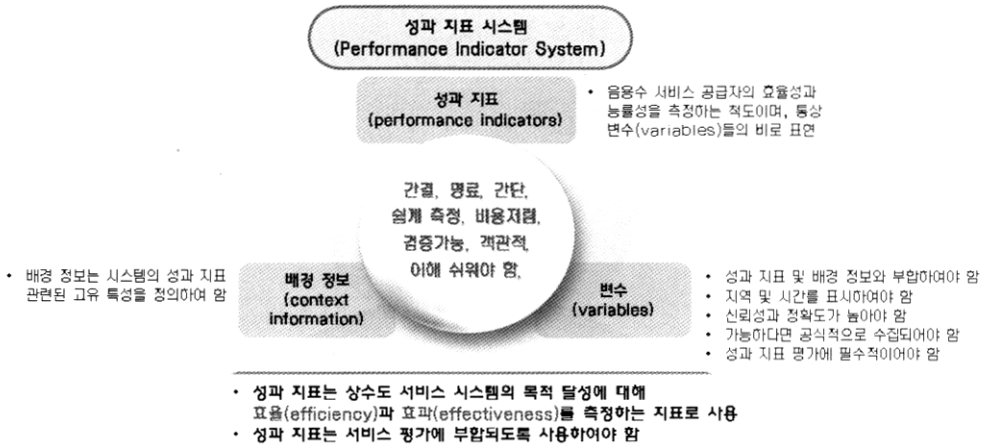 성과 지표 시스템
(Performance Indicator System)
성과 지표
(performance indicators)
• 음용수 서비스 공급자의 효율성과
능률성을 측정하는 척도이며, 통상
변수(variables)들의 비로 표현
간결, 명료, 간단,
쉽게 측정, 비용저렴,
검증가능, 객관적,
이해 쉬워야 함,
• 배경 정보는 시스템의 성과 지표
관련된 고유 특성을 정의하여 함
배경 정보
(context
information)
변수
(variables)
• 성과 지표 및 배경 정보와 부합하여야 함
• 지역 및 시간를 표시하여야 함
• 신뢰성과 정확도가 높아야 함
• 가능하다면 공식적으로 수집되어야 함
• 성과 지표 평가에 필수적이어야 함
• 성과 지표는 상수도 서비스 시스템의 목적 달성에 대해
효율(efficiency)과 효과(effectiveness)를 측정하는 지표로 사용
• 성과 지표는 서비스 평가에 부합되도록 사용하여야 함